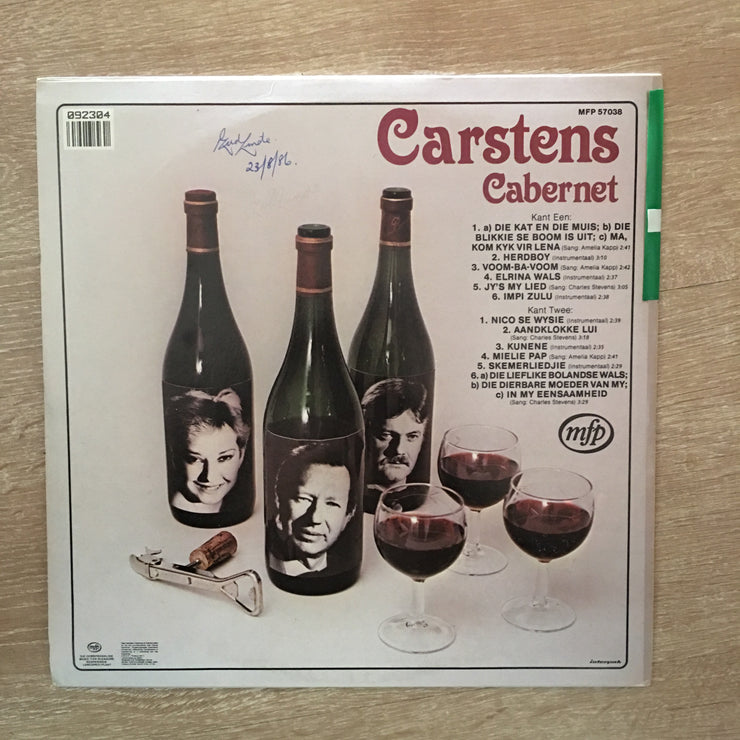 092304
MFP 57038
23/8/86.
Carstens
Cabernet
Kant Een:
1. a) DIE KAT EN DIE MUIS; b) DIE
BLIKKIE SE BOOM IS UIT; c) MA,
KOM KYK VIR LENA (Sang: Amelia Kapp) 2:41
2. HERDBOY (Instrumentaal) 3:10
3. VOOM-BA-VOOM (Sang: Amelia Kapp) 2:42
4. ELRINA WALS (Instrumentaal) 2:37
5. JY'S MY LIED (Sang: Charles Stevens) 3:05
6. IMPI ZULU (Instrumentaal) 2:38
Kant Twee:
1. NICO SE WYSIE (Instrumentaal) 2:39
2. AANDKLOKKE LUI
(Sang: Charles Stevens) 3:18
3. KUNENE (Instrumentaal) 2:35
4. MIELIE PAP (Sang: Amelia Kapp) 2:41
5. SKEMERLIEDJIE (Instrumentaal) 2:29
6. a) DIE LIEFLIKE BOLANDSE WALS;
b) DIE DIERBARE MOEDER VAN MY;
c) IN MY EENSAAMHEID
(Sang: Charles Stevens) 3:29
mfp
mfp
interpak